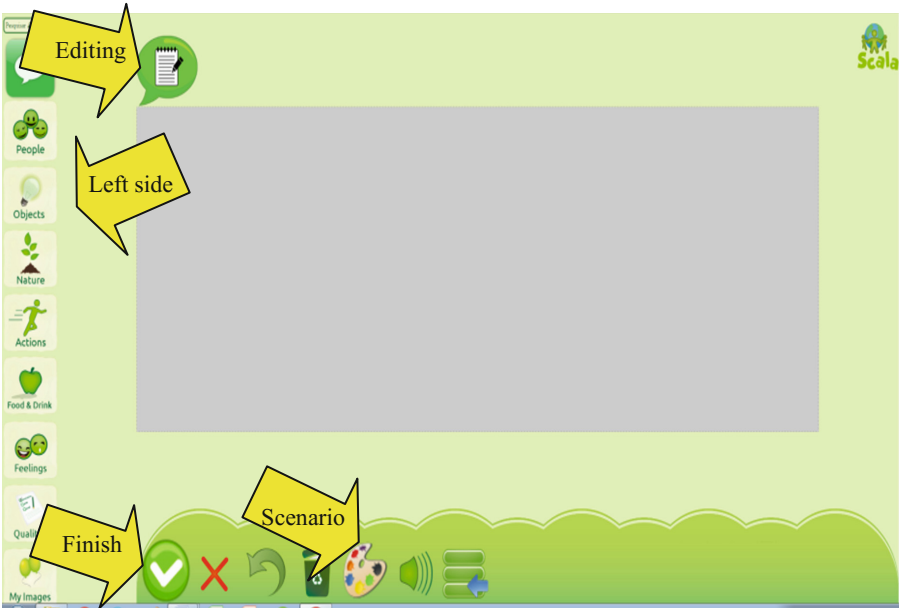 Editing
Scala
People
Left side
Objects
Nature
Actions
Food & Drink
Feelings
Scenario
Finish
My Images